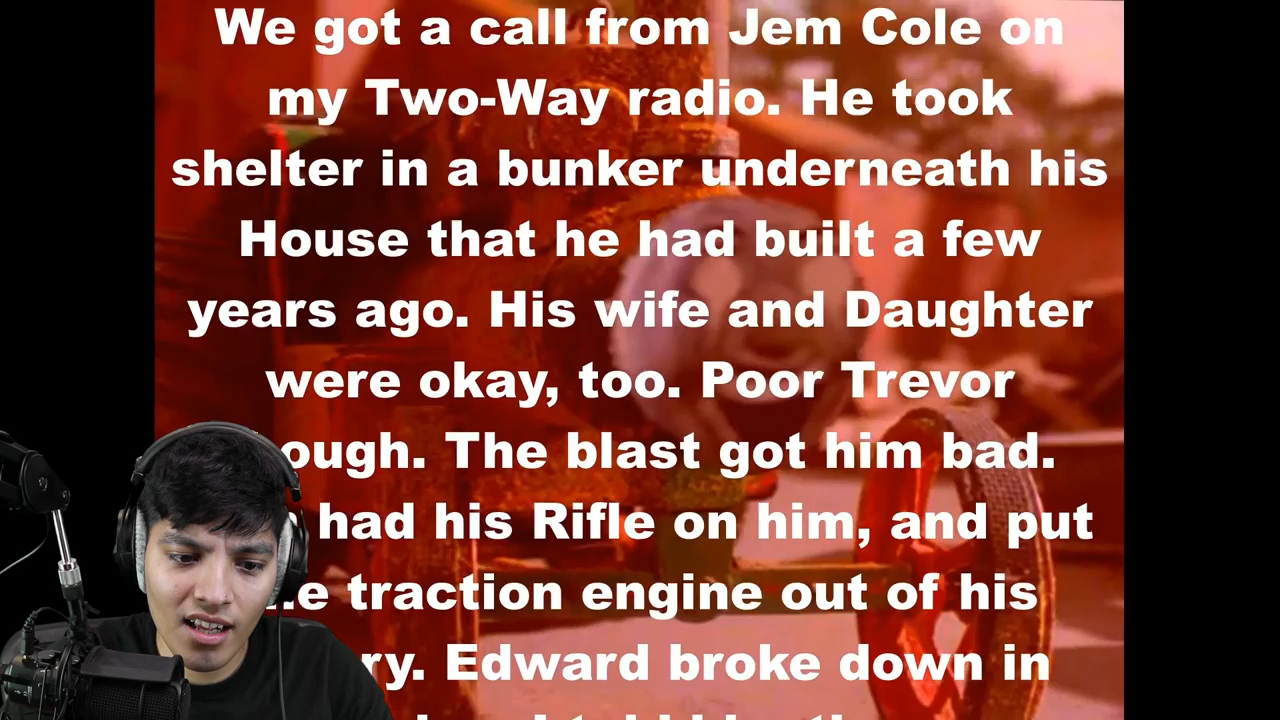 We got a call from Jem Cole on
my Two-Way radio. He took
shelter in a bunker underneath his
House that he had built a few
years ago. His wife and Daughter
were okay, too. Poor Trevor
ough. The blast got him bad.
had his Rifle on him, and put
e traction engine out of his
ry. Edward broke down in